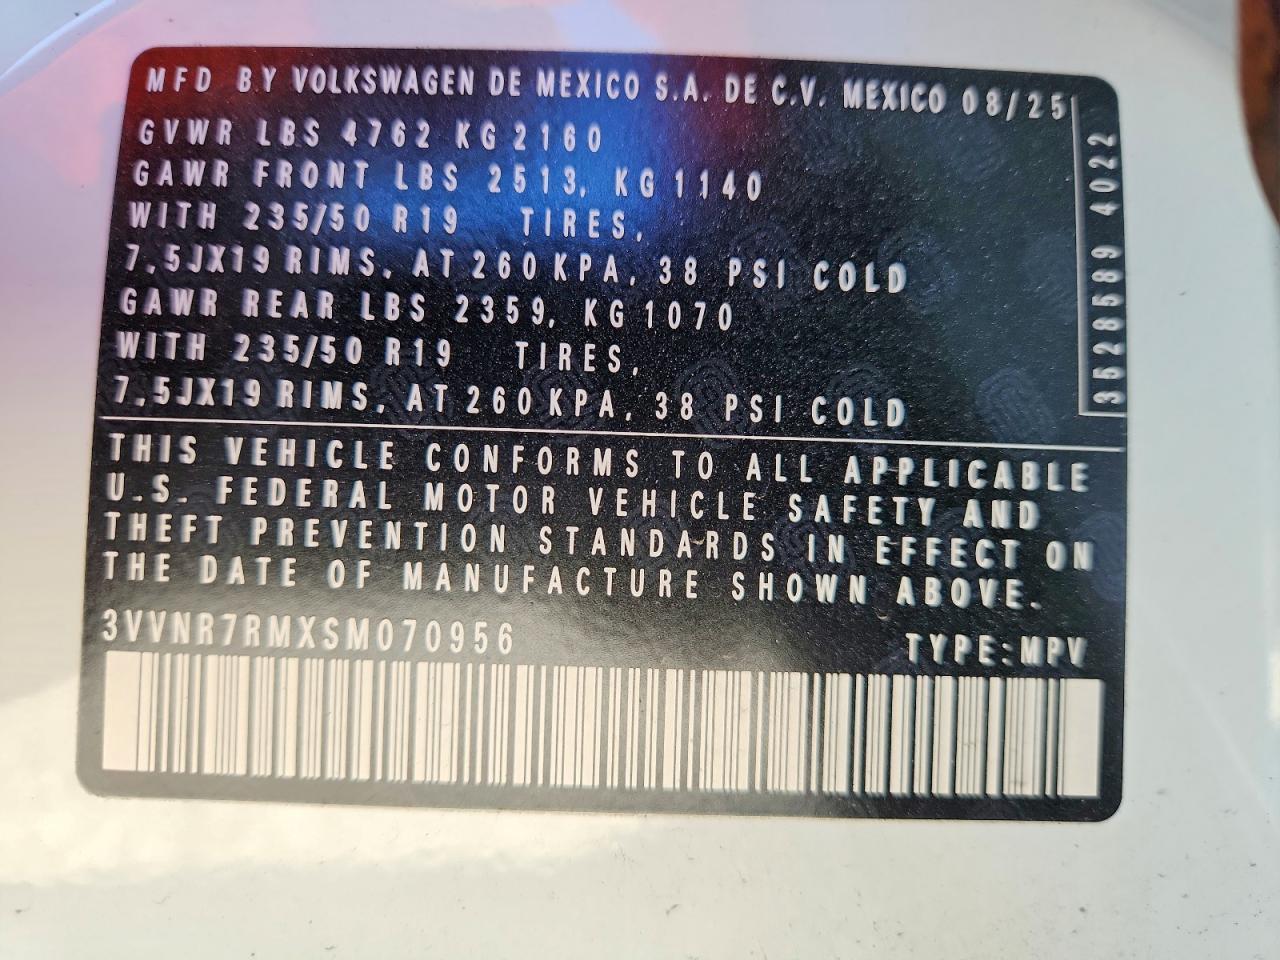 MFD BY VOLKSWAGEN DE MEXICO S.A. DE C.V. MEXICO 08/25
GVWR LBS 4762 KG 2160
GAWR FRONT LBS 2513, KG 1140
WITH 235/50 R19 TIRES,
7,5JX19 RIMS, AT 260 KPA, 38 PSI COLD
GAWR REAR LBS 2359, KG 1070
WITH 235/50 R19 TIRES,
7,5JX19 RIMS, AT 260 KPA, 38 PSI COLD
3528589 4022
THIS VEHICLE CONFORMS TO ALL APPLICABLE
U.S. FEDERAL MOTOR VEHICLE SAFETY AND
THEFT PREVENTION STANDARDS IN EFFECT ON
THE DATE OF MANUFACTURE SHOWN ABOVE.
3VVNR7RMXSM070956 TYPE:MPV